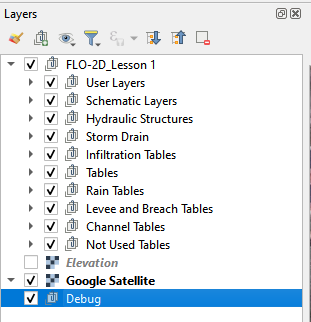 Layers
FLO-2D_Lesson 1
User Layers
Schematic Layers
Hydraulic Structures
Storm Drain
Infiltration Tables
Tables
Rain Tables
Levee and Breach Tables
Channel Tables
Not Used Tables
Elevation
Google Satellite
Debug